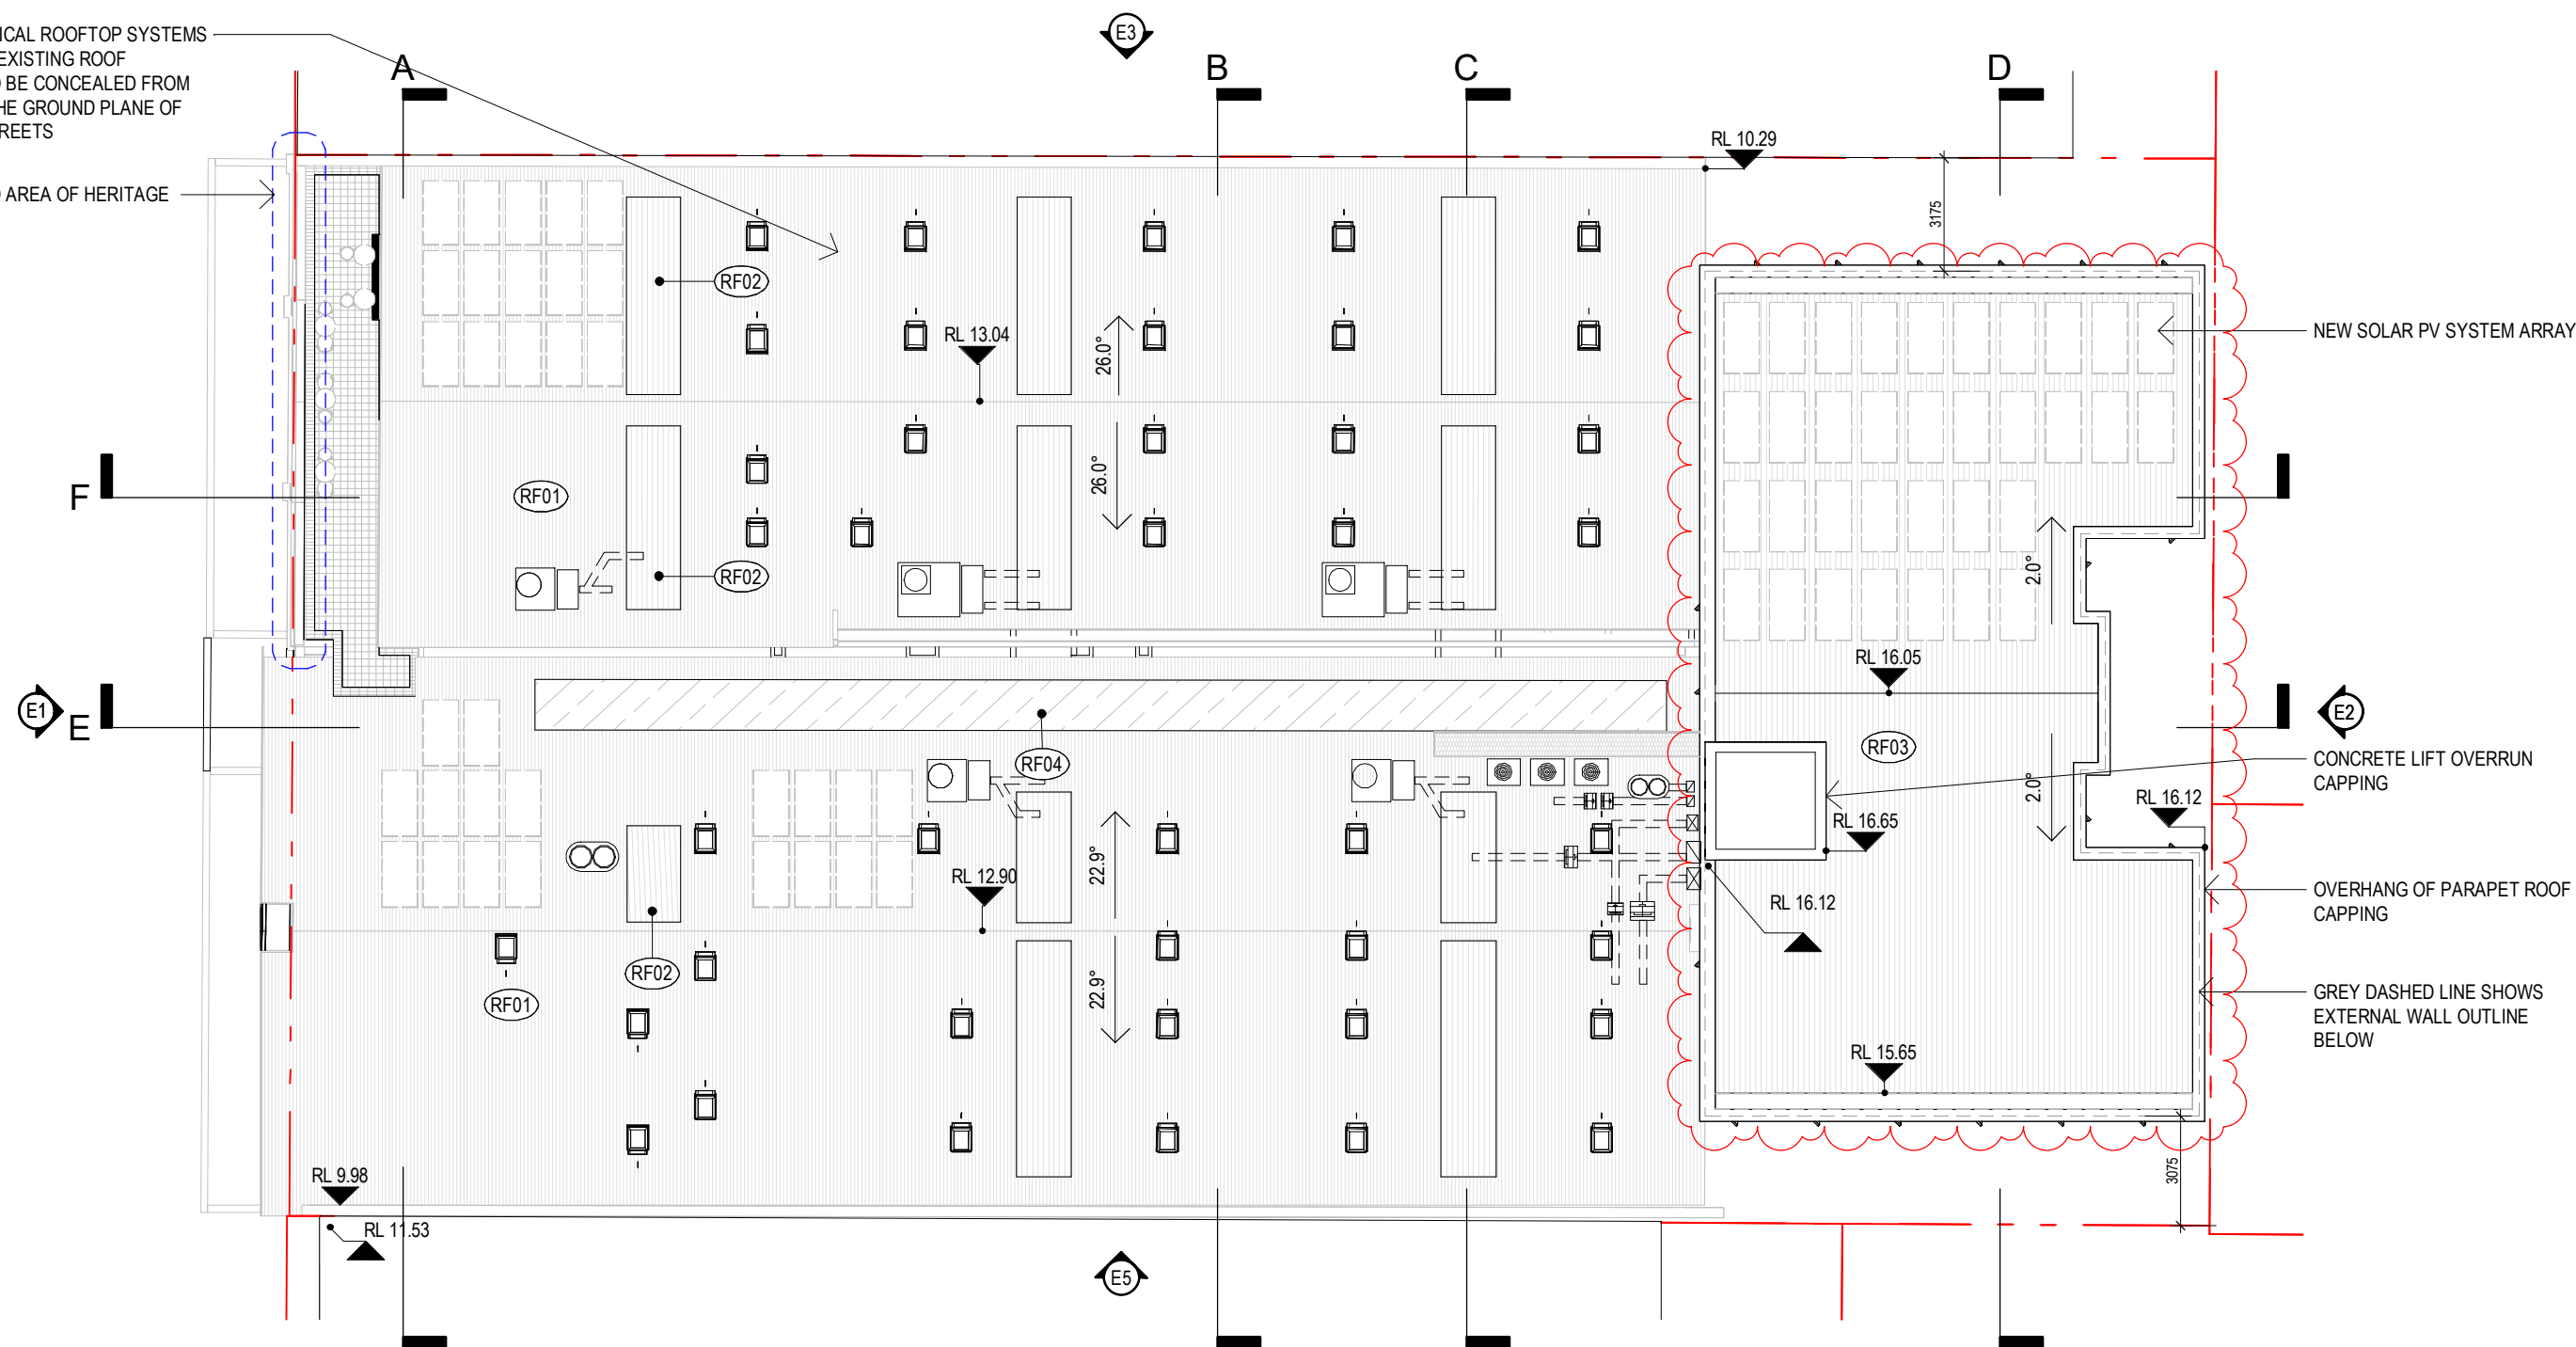 ICAL ROOFTOP SYSTEMS
EXISTING ROOF
BE CONCEALED FROM
HE GROUND PLANE OF
REETS
E3
A
B
C
D
RL 10.29
AREA OF HERITAGE
3175
RF02
RL 13.04
26.0°
NEW SOLAR PV SYSTEM ARRAY
26.0°
F
RF01
RF02
2.0°
RL 16.05
E1
E
E2
RF04
RF03
CONCRETE LIFT OVERRUN
CAPPING
2.0°
RL 16.12
RL 16.65
22.9°
RL 12.90
OVERHANG OF PARAPET ROOF
CAPPING
RL 16.12
RF02
22.9°
RF01
GREY DASHED LINE SHOWS
EXTERNAL WALL OUTLINE
BELOW
RL 15.65
RL 9.98
3075
RL 11.53
E5